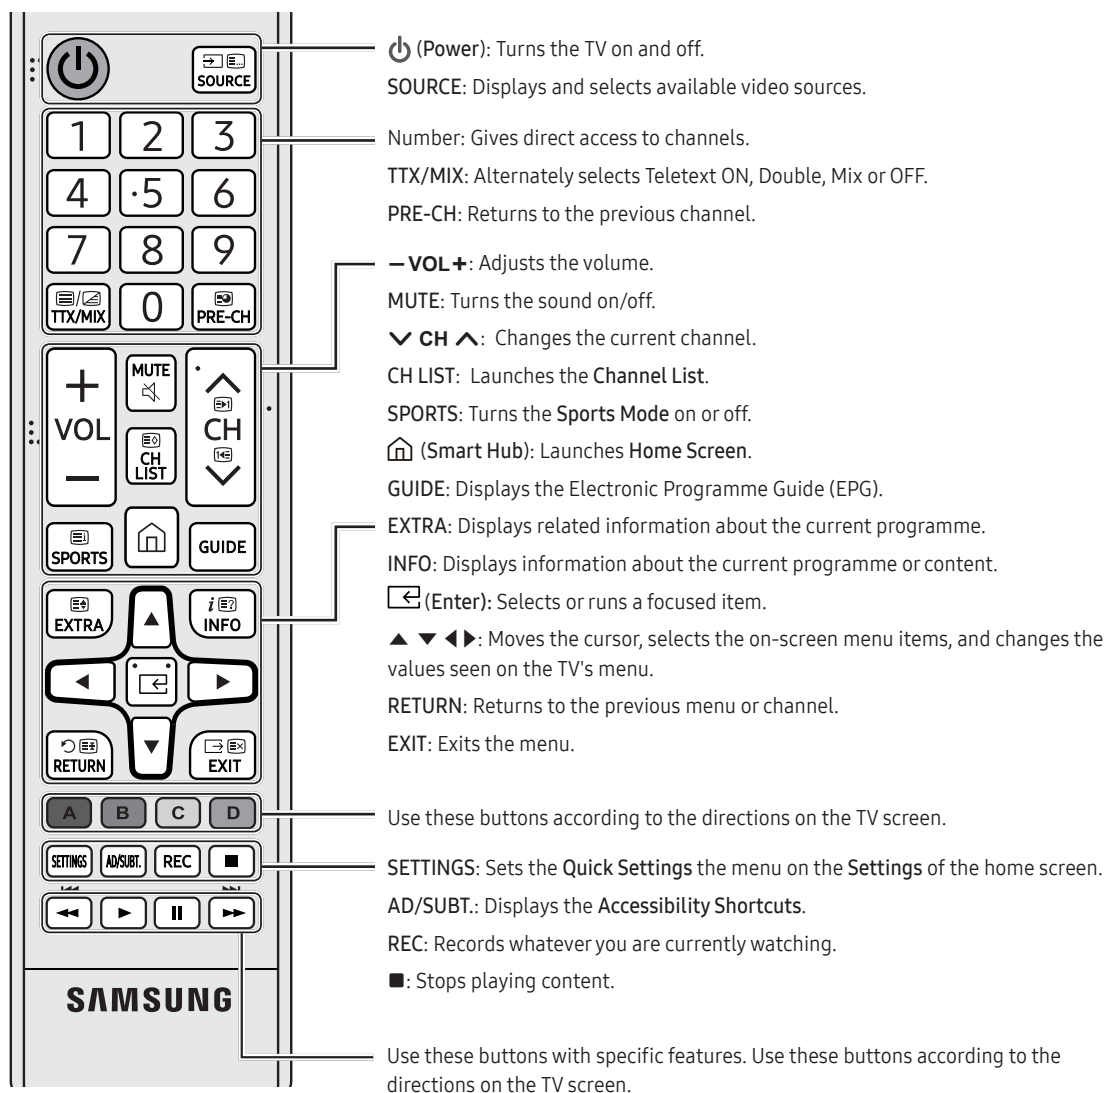 SOURCE
1 2 3
4 ·5 6
7 8 9
TTX/MIX 0 PRE-CH
+ VOL −
MUTE
CH LIST
CH
SPORTS
GUIDE
EXTRA
INFO
RETURN
EXIT
A B C D
SETTINGS AD/SUBT. REC
SAMSUNG
(Power): Turns the TV on and off.
SOURCE: Displays and selects available video sources.
Number: Gives direct access to channels.
TTX/MIX: Alternately selects Teletext ON, Double, Mix or OFF.
PRE-CH: Returns to the previous channel.
− VOL +: Adjusts the volume.
MUTE: Turns the sound on/off.
CH : Changes the current channel.
CH LIST: Launches the Channel List.
SPORTS: Turns the Sports Mode on or off.
(Smart Hub): Launches Home Screen.
GUIDE: Displays the Electronic Programme Guide (EPG).
EXTRA: Displays related information about the current programme.
INFO: Displays information about the current programme or content.
(Enter): Selects or runs a focused item.
▲ ▼ ◀ ▶: Moves the cursor, selects the on-screen menu items, and changes the
values seen on the TV's menu.
RETURN: Returns to the previous menu or channel.
EXIT: Exits the menu.
Use these buttons according to the directions on the TV screen.
SETTINGS: Sets the Quick Settings the menu on the Settings of the home screen.
AD/SUBT.: Displays the Accessibility Shortcuts.
REC: Records whatever you are currently watching.
■: Stops playing content.
Use these buttons with specific features. Use these buttons according to the
directions on the TV screen.